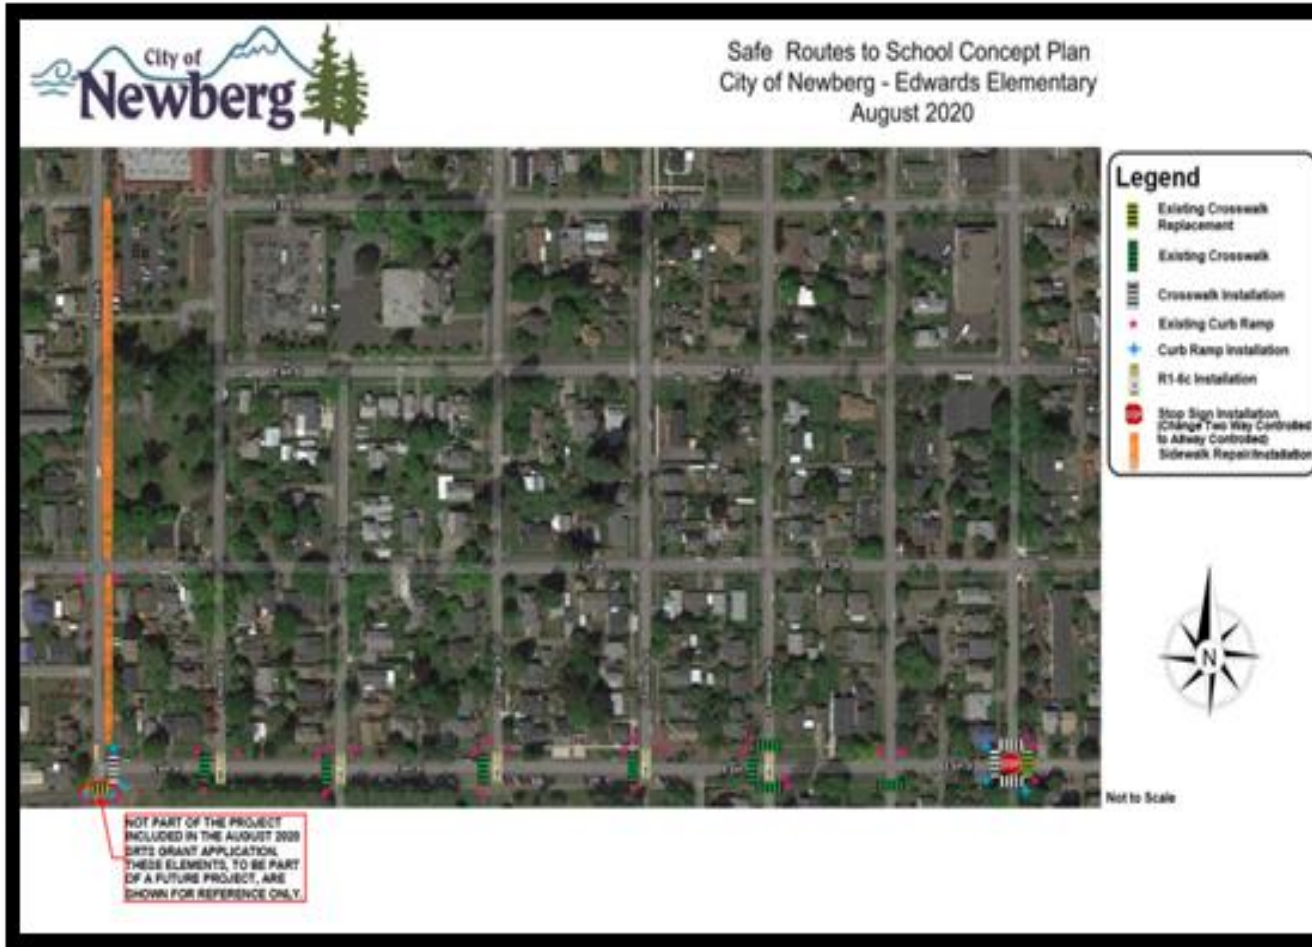 City of
Newberg
Safe Routes to School Concept Plan
City of Newberg - Edwards Elementary
August 2020
Legend
Existing Crosswalk
Replacement
Existing Crosswalk
Crosswalk Installation
Existing Curb Ramp
Curb Ramp Installation
R1-6c Installation
Stop Sign Installation
(Change Two Way Controlled
to Allway Controlled)
Sidewalk Repair/Installation
N
Not to Scale
NOT PART OF THE PROJECT
INCLUDED IN THE AUGUST 2020
SRTS GRANT APPLICATION.
THESE ELEMENTS, TO BE PART
OF A FUTURE PROJECT, ARE
SHOWN FOR REFERENCE ONLY.